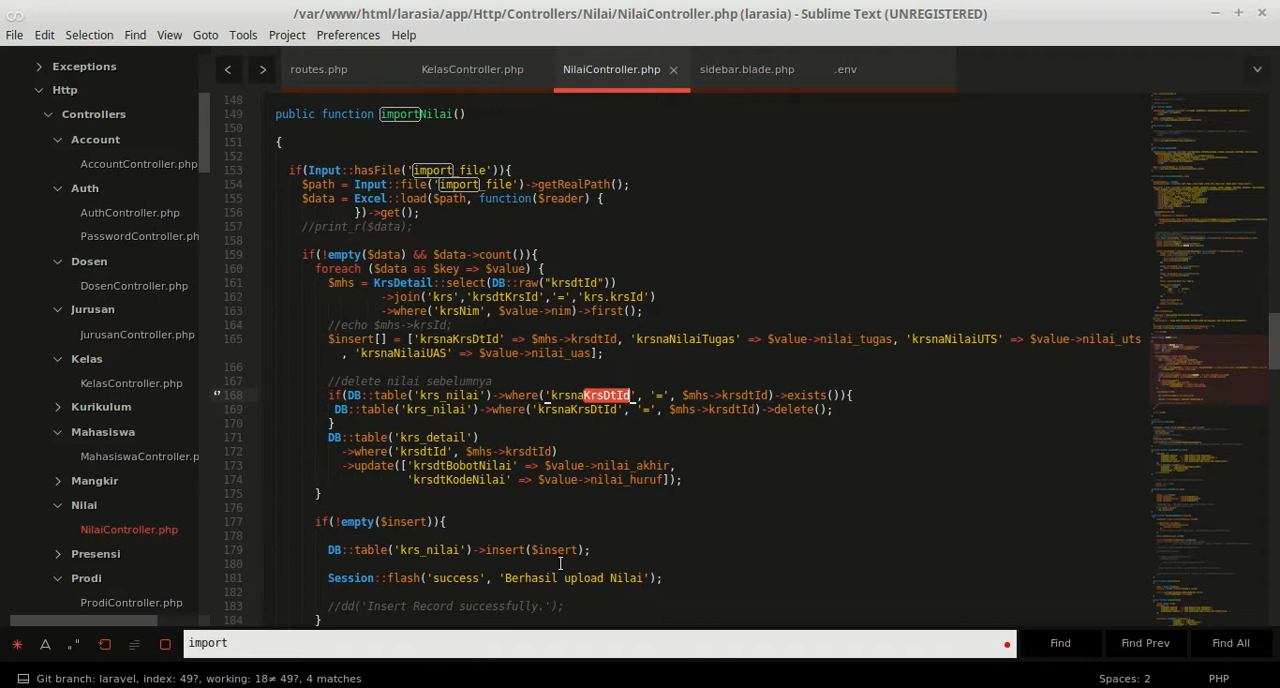 /var/www/html/larasia/app/Http/Controllers/Nilai/NilaiController.php (larasia) - Sublime Text (UNREGISTERED)
File Edit Selection Find View Goto Tools Project Preferences Help
Exceptions
Http
Controllers
Account
AccountController.php
Auth
AuthController.php
PasswordController.ph
Dosen
DosenController.php
Jurusan
JurusanController.php
Kelas
KelasController.php
Kurikulum
Mahasiswa
MahasiswaController.p
Mangkir
Nilai
NilaiController.php
Presensi
Prodi
ProdiController.php
routes.php KelasController.php NilaiController.php sidebar.blade.php .env
148
149 public function importNilai()
150
151 {
152
153 if(Input::hasFile('import_file')){
154 $path = Input::file('import_file')->getRealPath();
155 $data = Excel::load($path, function($reader) {
156 })->get();
157 //print_r($data);
158
159 if(!empty($data) && $data->count()){
160 foreach ($data as $key => $value) {
161 $mhs = KrsDetail::select(DB::raw("krsdtId"))
162 ->join('krs','krsdtKrsId','=','krs.krsId')
163 ->where('krsNim', $value->nim)->first();
164 //echo $mhs->krsId;
165 $insert[] = ['krsnaKrsDtId' => $mhs->krsdtId, 'krsnaNilaiTugas' => $value->nilai_tugas, 'krsnaNilaiUTS' => $value->nilai_uts
, 'krsnaNilaiUAS' => $value->nilai_uas];
166
167 //delete nilai sebelumnya
168 if(DB::table('krs_nilai')->where('krsnaKrsDtId', '=', $mhs->krsdtId)->exists()){
169 DB::table('krs_nilai')->where('krsnaKrsDtId', '=', $mhs->krsdtId)->delete();
170 }
171 DB::table('krs_detail')
172 ->where('krsdtId', $mhs->krsdtId)
173 ->update(['krsdtBobotNilai' => $value->nilai_akhir,
174 'krsdtKodeNilai' => $value->nilai_huruf]);
175 }
176
177 if(!empty($insert)){
178
179 DB::table('krs_nilai')->insert($insert);
180
181 Session::flash('success', 'Berhasil upload Nilai');
182
183 //dd('Insert Record successfully.');
184 }
import Find Find Prev Find All
Git branch: laravel, index: 49?, working: 18≠ 49?, 4 matches Spaces: 2 PHP